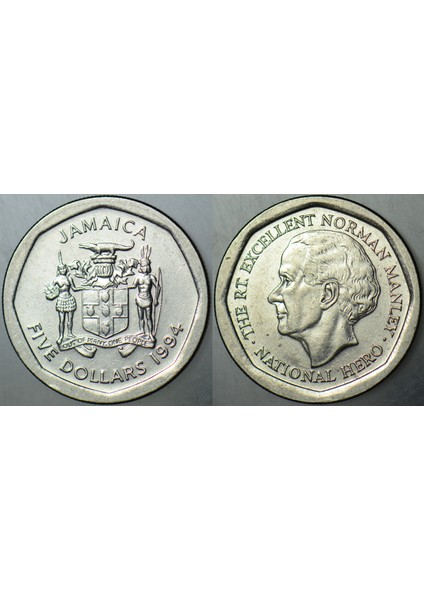 JAMAICA
OUT OF MANY, ONE PEOPLE
FIVE DOLLARS 1994
· THE RT. EXCELLENT NORMAN MANLEY ·
NATIONAL HERO